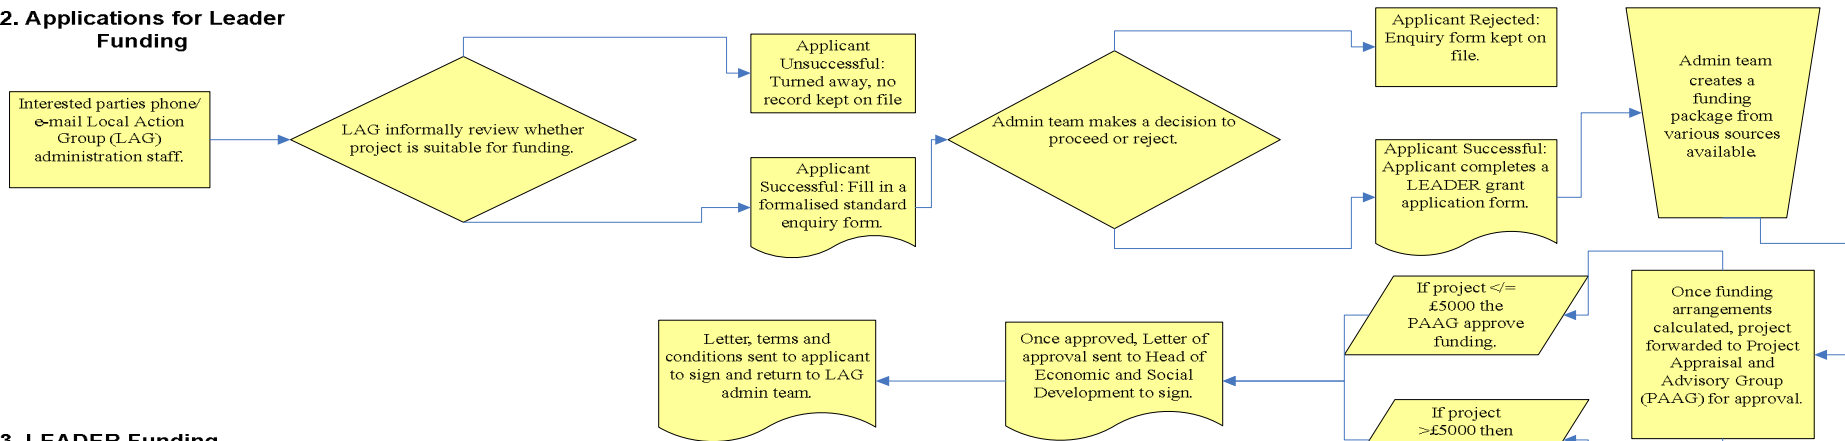 2. Applications for Leader
Funding
Interested parties phone/
e-mail Local Action
Group (LAG)
administration staff.
LAG informally review whether
project is suitable for funding.
Applicant
Unsuccessful:
Turned away, no
record kept on file
Applicant
Successful: Fill in a
formalised standard
enquiry form.
Admin team makes a decision to
proceed or reject.
Applicant Rejected:
Enquiry form kept on
file.
Applicant Successful:
Applicant completes a
LEADER grant
application form.
Admin team
creates a
funding
package from
various sources
available.
Once funding
arrangements
calculated, project
forwarded to Project
Appraisal and
Advisory Group
(PAAG) for approval.
If project </=
£5000 the
PAAG approve
funding.
If project
>£5000 then
Once approved, Letter of
approval sent to Head of
Economic and Social
Development to sign.
Letter, terms and
conditions sent to applicant
to sign and return to LAG
admin team.
3. LEADER Funding